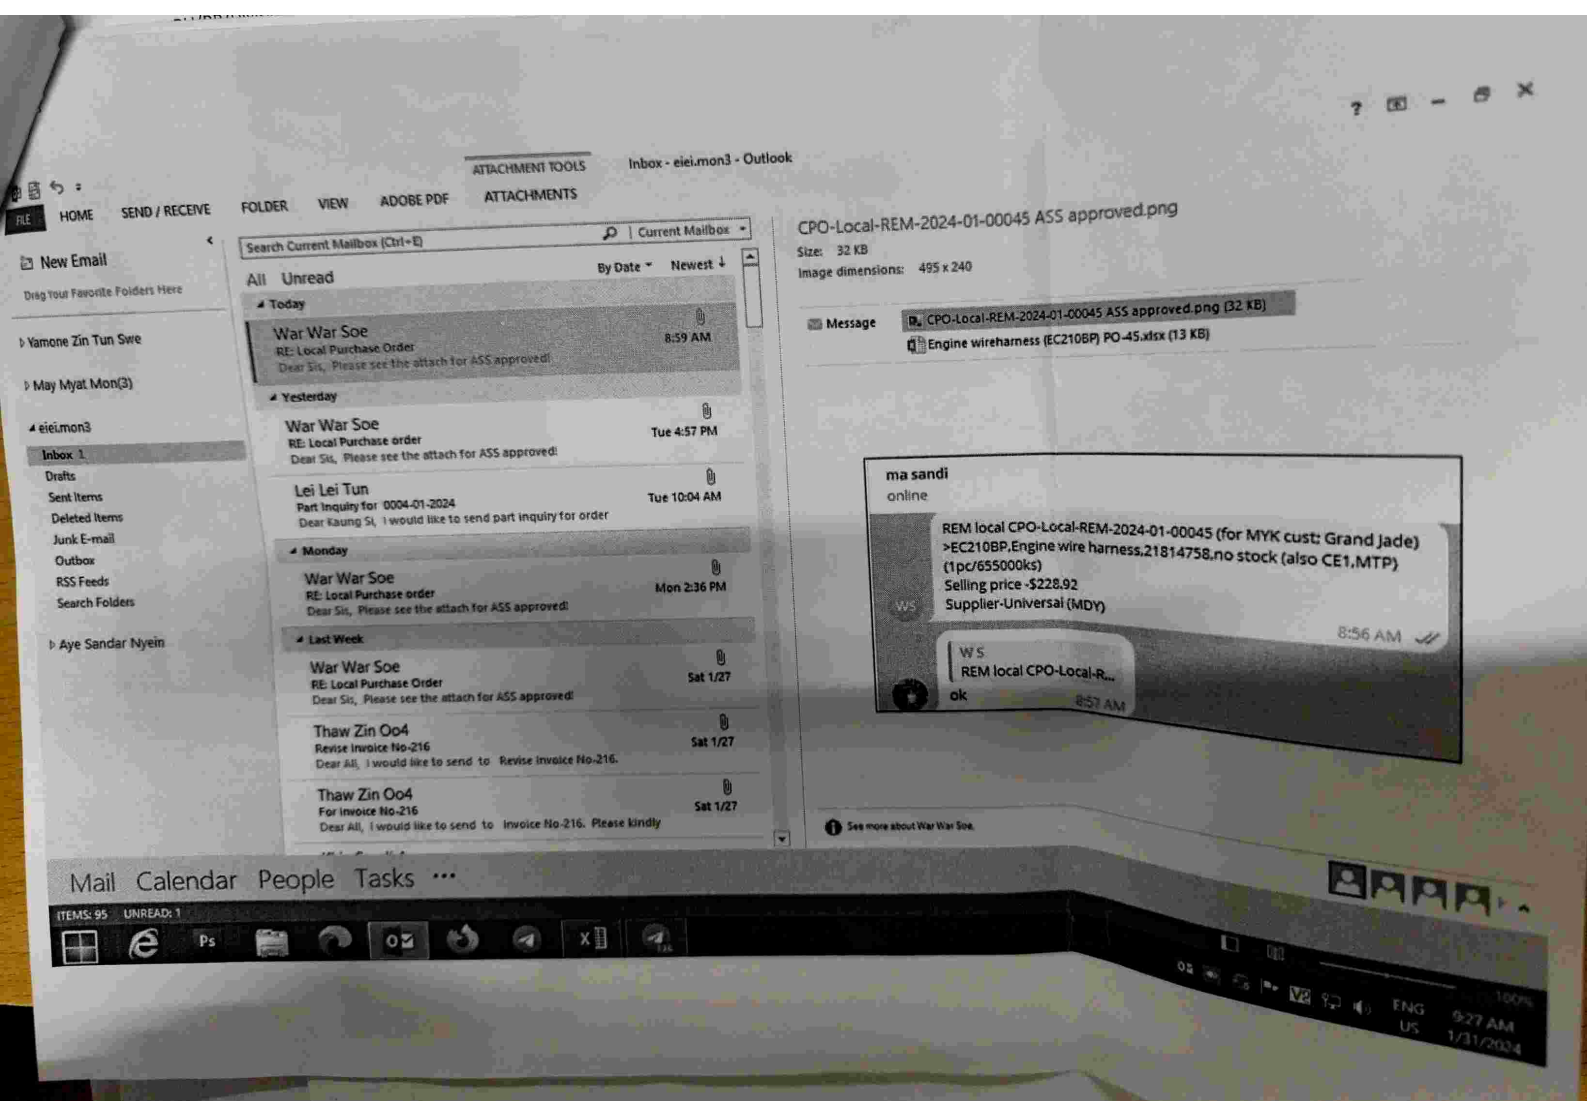 ATTACHMENT TOOLS
Inbox - eiei.mon3 - Outlook
FILE HOME SEND / RECEIVE FOLDER VIEW ADOBE PDF ATTACHMENTS
New Email
Drag Your Favorite Folders Here
Yamone Zin Tun Swe
May Myat Mon(3)
eiei.mon3
Inbox 1
Drafts
Sent Items
Deleted Items
Junk E-mail
Outbox
RSS Feeds
Search Folders
Aye Sandar Nyein
Search Current Mailbox (Ctrl+E) Current Mailbox
All Unread By Date Newest ↓
Today
War War Soe
RE: Local Purchase Order 8:59 AM
Dear Sis, Please see the attach for ASS approved!
Yesterday
War War Soe
RE: Local Purchase order Tue 4:57 PM
Dear Sis, Please see the attach for ASS approved!
Lei Lei Tun
Part Inquiry for 0004-01-2024 Tue 10:04 AM
Dear Kaung Si, I would like to send part inquiry for order
Monday
War War Soe
RE: Local Purchase order Mon 2:36 PM
Dear Sis, Please see the attach for ASS approved!
Last Week
War War Soe
RE: Local Purchase Order Sat 1/27
Dear Sis, Please see the attach for ASS approved!
Thaw Zin Oo4
Revise Invoice No-216 Sat 1/27
Dear All, I would like to send to Revise Invoice No-216.
Thaw Zin Oo4
For invoice No-216 Sat 1/27
Dear All, I would like to send to Invoice No-216. Please kindly
CPO-Local-REM-2024-01-00045 ASS approved.png
Size: 32 KB
Image dimensions: 495 x 240
Message CPO-Local-REM-2024-01-00045 ASS approved.png (32 KB)
Engine wireharness (EC210BP) PO-45.xlsx (13 KB)
ma sandi
online
REM local CPO-Local-REM-2024-01-00045 (for MYK cust: Grand Jade)
>EC210BP,Engine wire harness,21814758,no stock (also CE1,MTP)
(1pc/655000ks)
Selling price -$228.92
Supplier-Universal (MDY)
WS
8:56 AM
W S
REM local CPO-Local-R...
ok
8:57 AM
See more about War War Soe.
Mail Calendar People Tasks ···
ITEMS: 95 UNREAD: 1
Ps
100%
ENG
US
9:27 AM
1/31/2024